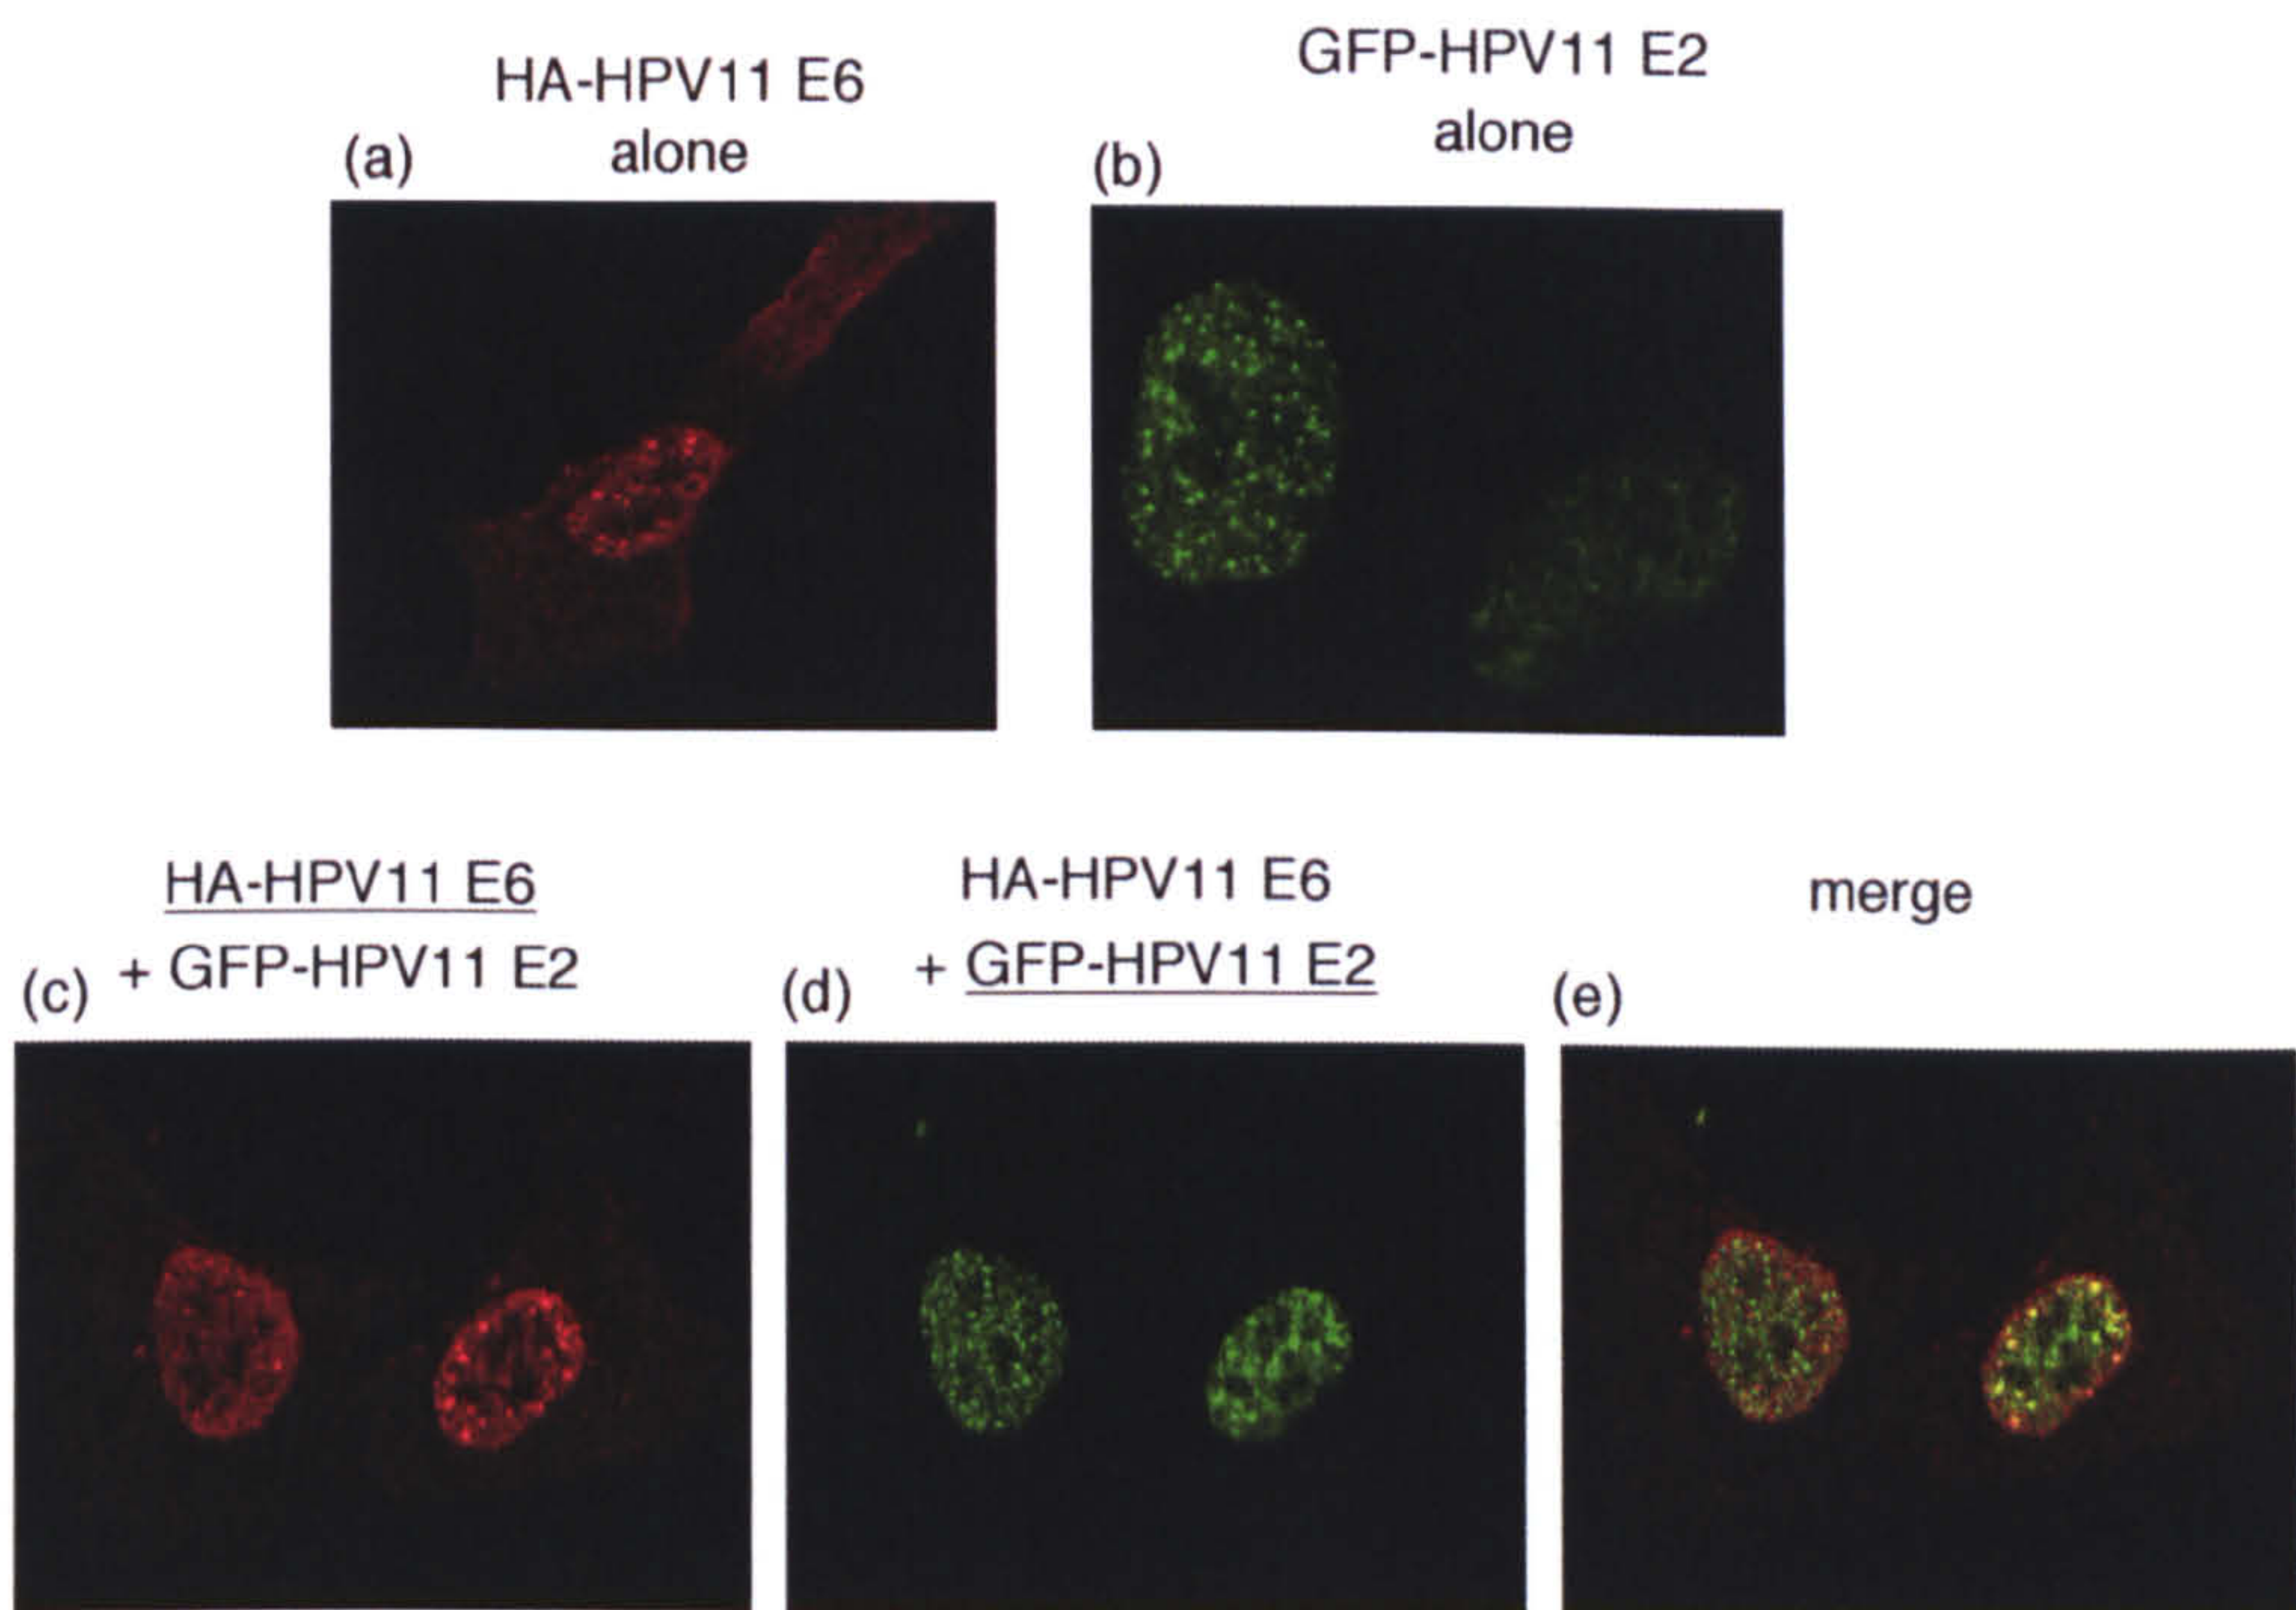 HA-HPV11 E6
alone
(a)
GFP-HPV11 E2
alone
(b)
HA-HPV11 E6
+ GFP-HPV11 E2
(c)
HA-HPV11 E6
+ GFP-HPV11 E2
(d)
merge
(e)